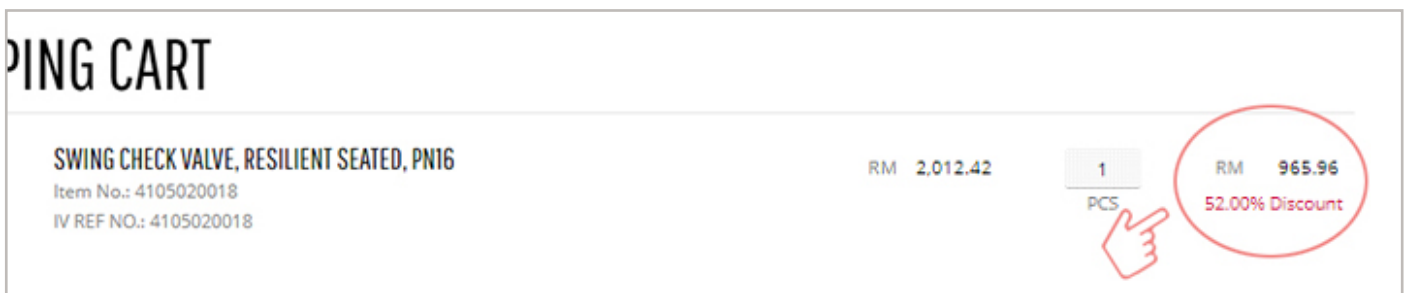 PING CART
SWING CHECK VALVE, RESILIENT SEATED, PN16
Item No.: 4105020018
IV REF NO.: 4105020018
RM 2,012.42
1
PCS
RM 965.96
52.00% Discount